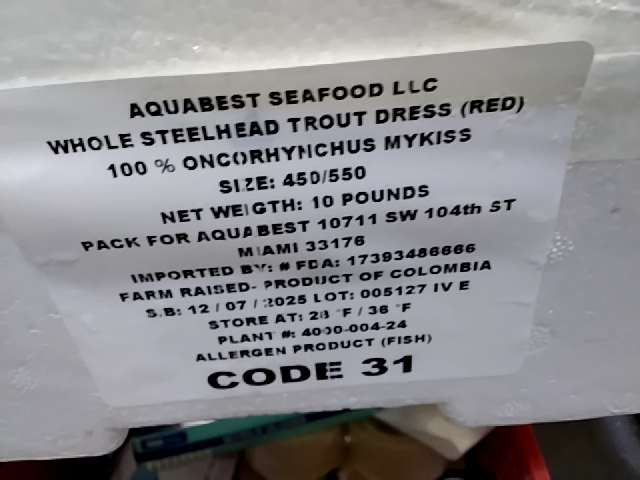 AQUABEST SEAFOOD LLC
WHOLE STEELHEAD TROUT DRESS (RED)
100 % ONCORHYNCHUS MYKISS
SIZE: 450/550
NET WEIGTH: 10 POUNDS
PACK FOR AQUABEST 10711 SW 104th ST
MIAMI 33176
IMPORTED BY: # FDA: 17393486666
FARM RAISED- PRODUCT OF COLOMBIA
S.B: 12 / 07 / 2025 LOT: 005127 IV E
STORE AT: 28 °F / 36 °F
PLANT #: 4000-004-24
ALLERGEN PRODUCT (FISH)
CODE 31